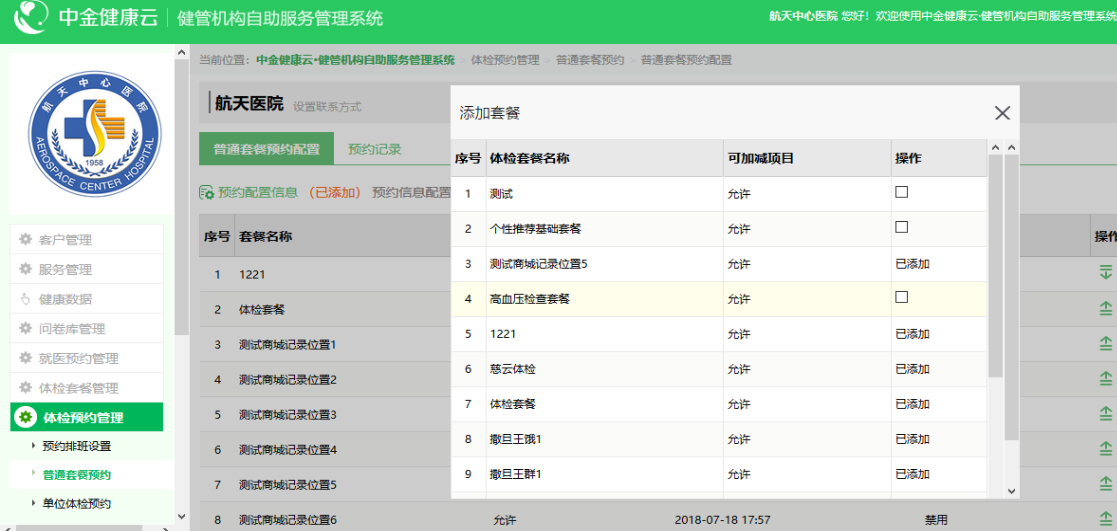 中金健康云 健管机构自助服务管理系统
航天中心医院 您好！欢迎使用中金健康云-健管机构自助服务管理系统
航天中心医院
1958
AEROSPACE CENTER HOSPITAL
客户管理
服务管理
健康数据
问卷库管理
就医预约管理
体检套餐管理
体检预约管理
预约排班设置
普通套餐预约
单位体检预约
当前位置：中金健康云·健管机构自助服务管理系统 体检预约管理 普通套餐预约 普通套餐预约配置
航天医院 设置联系方式
普通套餐预约配置 预约记录
预约配置信息 （已添加） 预约信息配置
序号 套餐名称 操作
1 1221
2 体检套餐
3 测试商城记录位置1
4 测试商城记录位置2
5 测试商城记录位置3
6 测试商城记录位置4
7 测试商城记录位置5
8 测试商城记录位置6 允许 2018-07-18 17:57 禁用
添加套餐
序号 体检套餐名称 可加减项目 操作
1 测试 允许
2 个性推荐基础套餐 允许
3 测试商城记录位置5 允许 已添加
4 高血压检查套餐 允许
5 1221 允许 已添加
6 慈云体检 允许 已添加
7 体检套餐 允许 已添加
8 撒旦王饿1 允许 已添加
9 撒旦王群1 允许 已添加